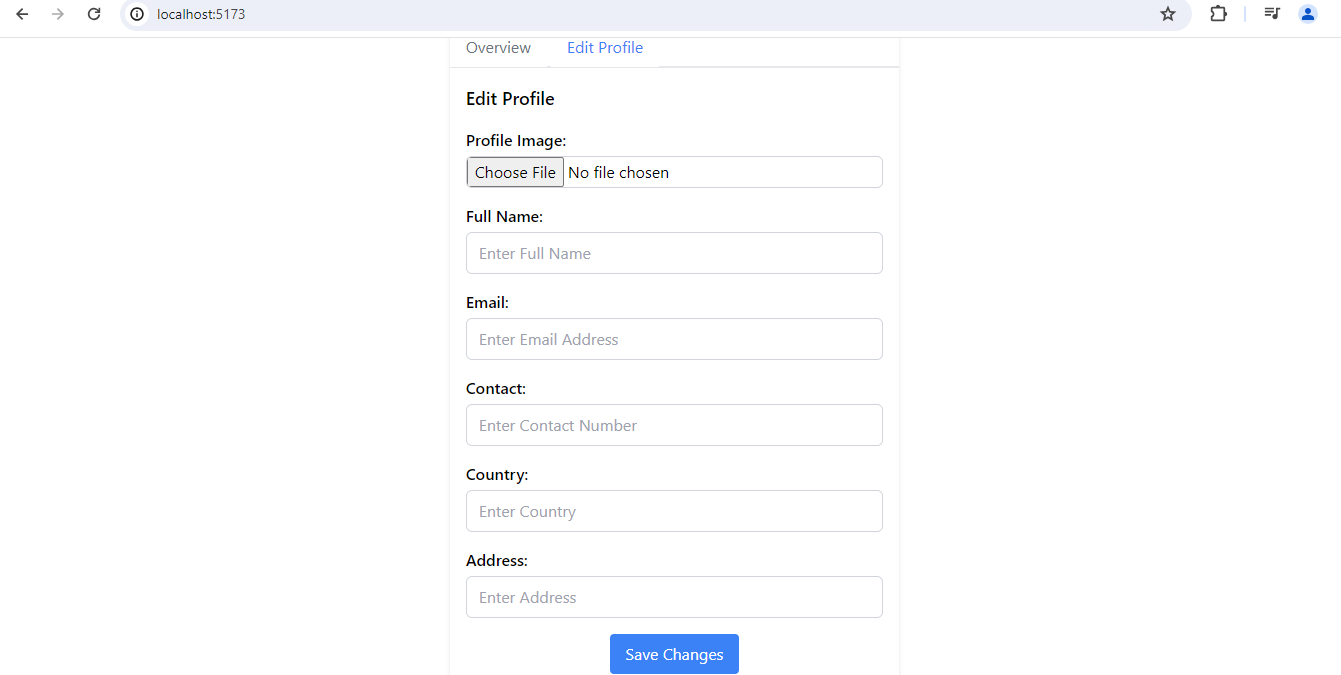 localhost:5173
Overview Edit Profile
Edit Profile
Profile Image:
Choose File No file chosen
Full Name:
Enter Full Name
Email:
Enter Email Address
Contact:
Enter Contact Number
Country:
Enter Country
Address:
Enter Address
Save Changes